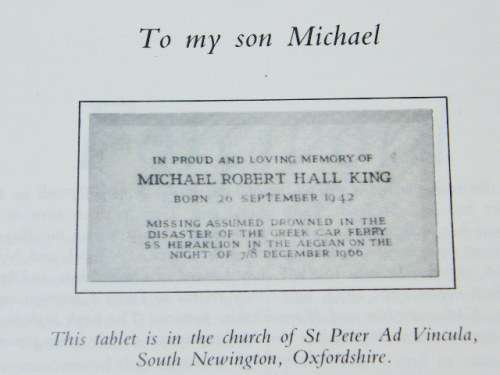 To my son Michael
IN PROUD AND LOVING MEMORY OF
MICHAEL ROBERT HALL KING
BORN 26 SEPTEMBER 1942
MISSING ASSUMED DROWNED IN THE
DISASTER OF THE GREEK CAR FERRY
SS HERAKLION IN THE AEGEAN ON THE
NIGHT OF 7/8 DECEMBER 1966
This tablet is in the church of St Peter Ad Vincula,
South Newington, Oxfordshire.